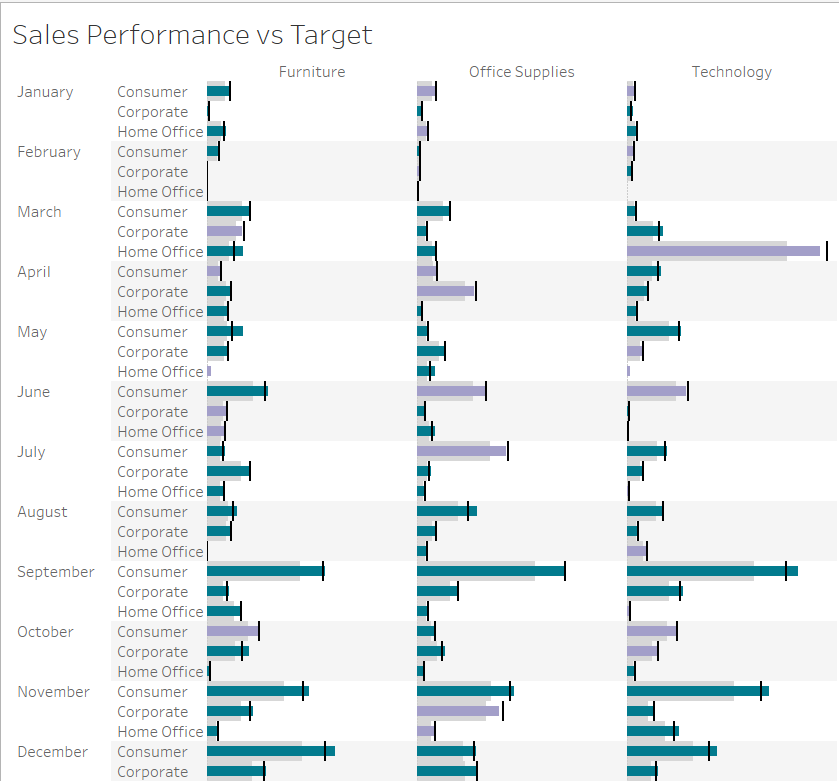 Sales Performance vs Target
Furniture Office Supplies Technology
January Consumer
Corporate
Home Office
February Consumer
Corporate
Home Office
March Consumer
Corporate
Home Office
April Consumer
Corporate
Home Office
May Consumer
Corporate
Home Office
June Consumer
Corporate
Home Office
July Consumer
Corporate
Home Office
August Consumer
Corporate
Home Office
September Consumer
Corporate
Home Office
October Consumer
Corporate
Home Office
November Consumer
Corporate
Home Office
December Consumer
Corporate